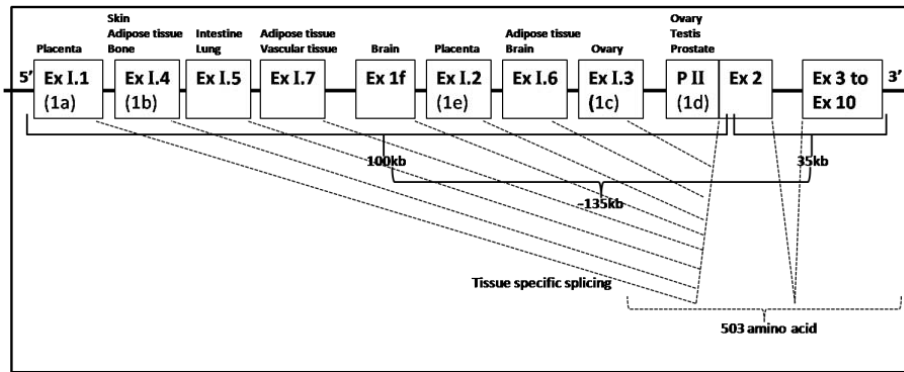 Placenta
Skin
Adipose tissue
Bone
Intestine
Lung
Adipose tissue
Vascular tissue
Brain
Placenta
Adipose tissue
Brain
Ovary
Ovary
Testis
Prostate
5’
Ex I.1
(1a)
Ex I.4
(1b)
Ex I.5
Ex I.7
Ex 1f
Ex I.2
(1e)
Ex I.6
Ex I.3
(1c)
P II
(1d)
Ex 2
Ex 3 to
Ex 10
3’
100kb
35kb
~135kb
Tissue specific splicing
503 amino acid